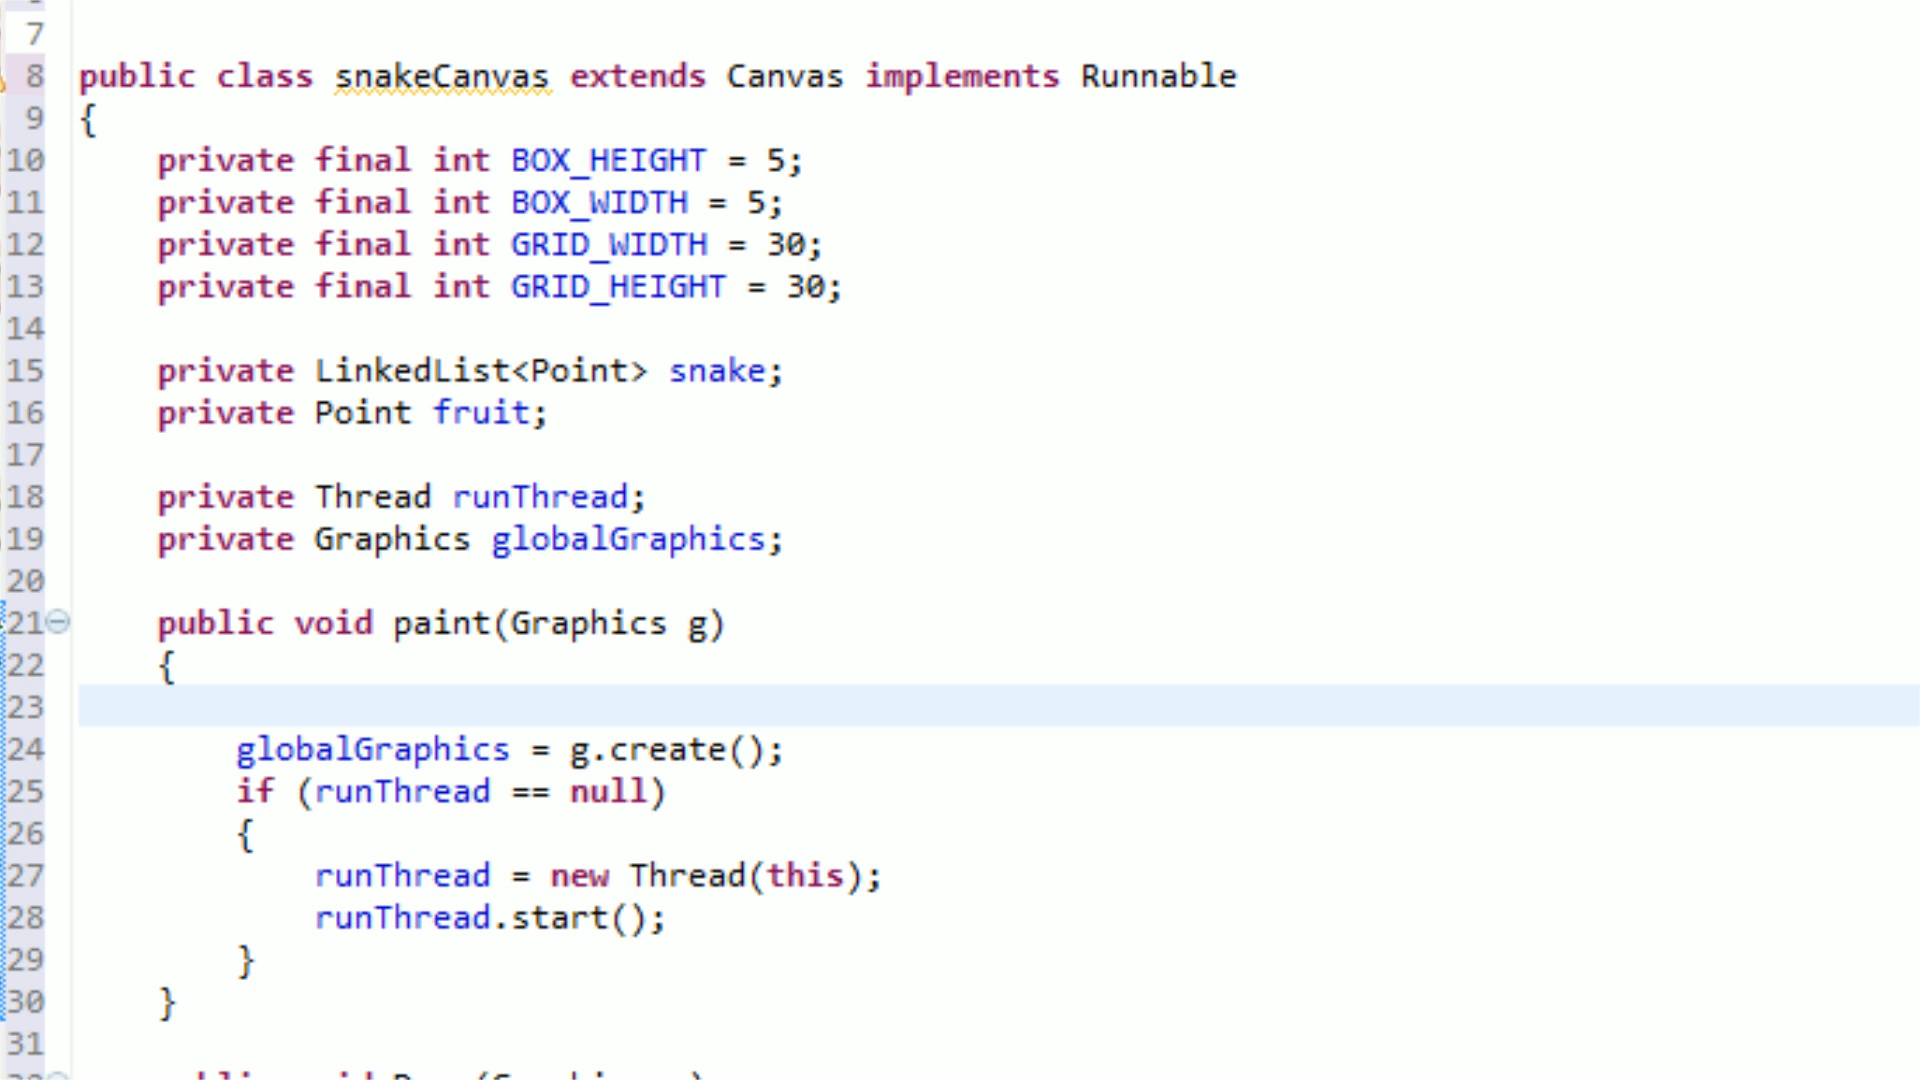 7
8 public class snakeCanvas extends Canvas implements Runnable
9 {
10 private final int BOX_HEIGHT = 5;
11 private final int BOX_WIDTH = 5;
12 private final int GRID_WIDTH = 30;
13 private final int GRID_HEIGHT = 30;
14
15 private LinkedList<Point> snake;
16 private Point fruit;
17
18 private Thread runThread;
19 private Graphics globalGraphics;
20
21 public void paint(Graphics g)
22 {
23
24 globalGraphics = g.create();
25 if (runThread == null)
26 {
27 runThread = new Thread(this);
28 runThread.start();
29 }
30 }
31